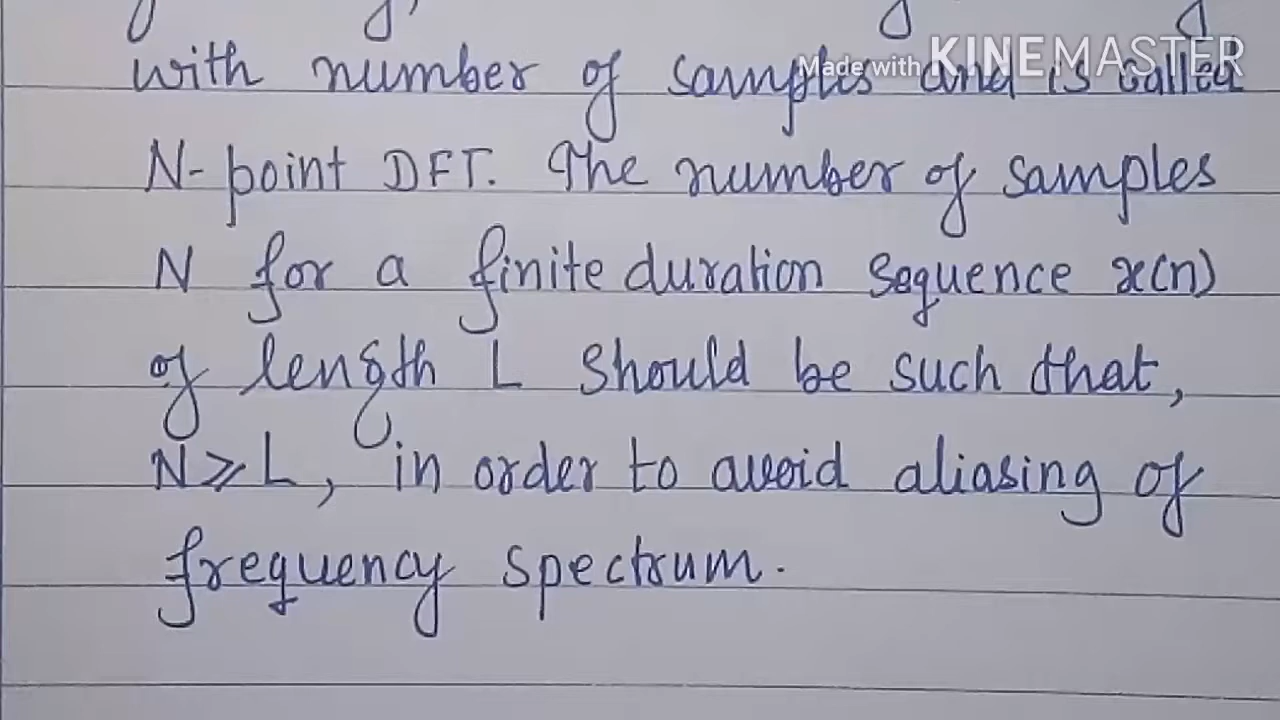 Made with KINEMASTER
with number of samples and is called
N-point DFT. The number of samples
N for a finite duration sequence x(n)
of length L should be such that,
N≥L, in order to avoid aliasing of
frequency spectrum.